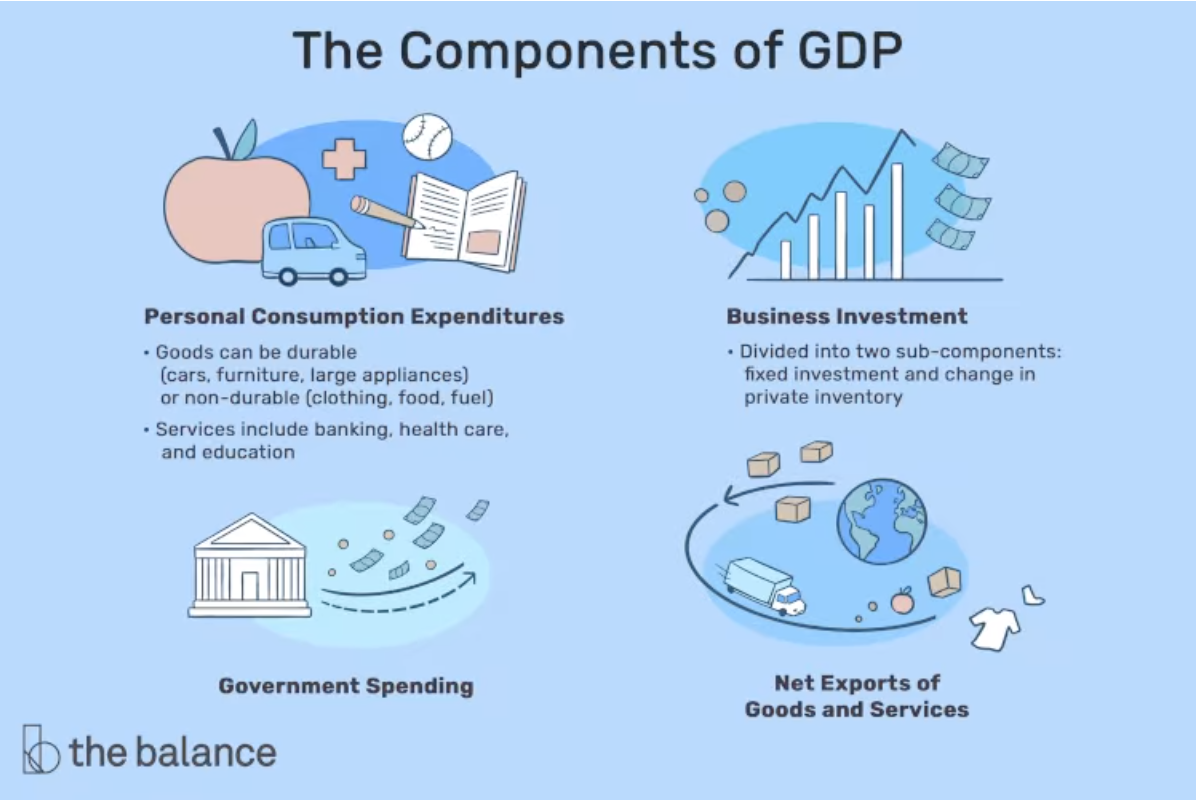 The Components of GDP
Personal Consumption Expenditures
• Goods can be durable
(cars, furniture, large appliances)
or non-durable (clothing, food, fuel)
• Services include banking, health care,
and education
Business Investment
• Divided into two sub-components:
fixed investment and change in
private inventory
Government Spending
Net Exports of
Goods and Services
the balance